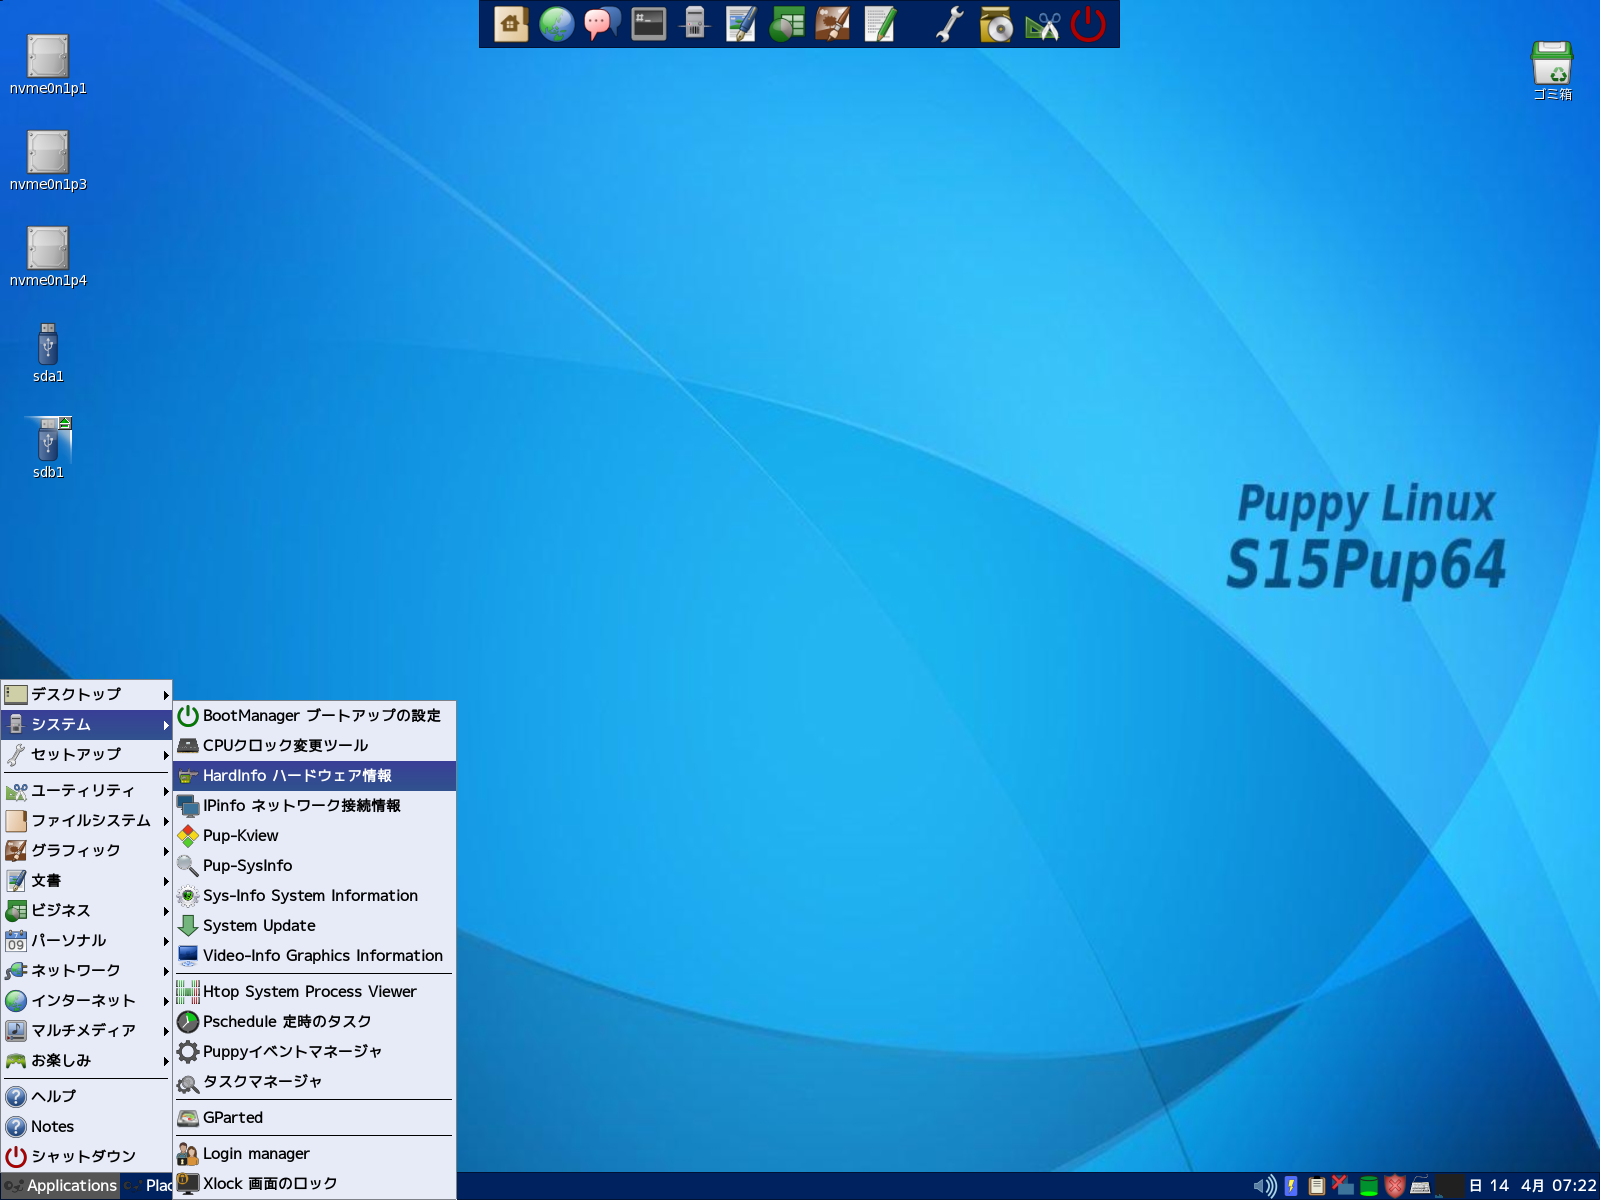 nvme0n1p1
nvme0n1p3
nvme0n1p4
sda1
sdb1
ゴミ箱
Puppy Linux
S15Pup64
デスクトップ
システム
セットアップ
ユーティリティ
ファイルシステム
グラフィック
文書
ビジネス
パーソナル
ネットワーク
インターネット
マルチメディア
お楽しみ
ヘルプ
Notes
シャットダウン
BootManager ブートアップの設定
CPUクロック変更ツール
HardInfo ハードウェア情報
IPinfo ネットワーク接続情報
Pup-Kview
Pup-SysInfo
Sys-Info System Information
System Update
Video-Info Graphics Information
Htop System Process Viewer
Pschedule 定時のタスク
Puppyイベントマネージャ
タスクマネージャ
GParted
Login manager
Xlock 画面のロック
Applications
Plac
日 14 4月 07:22